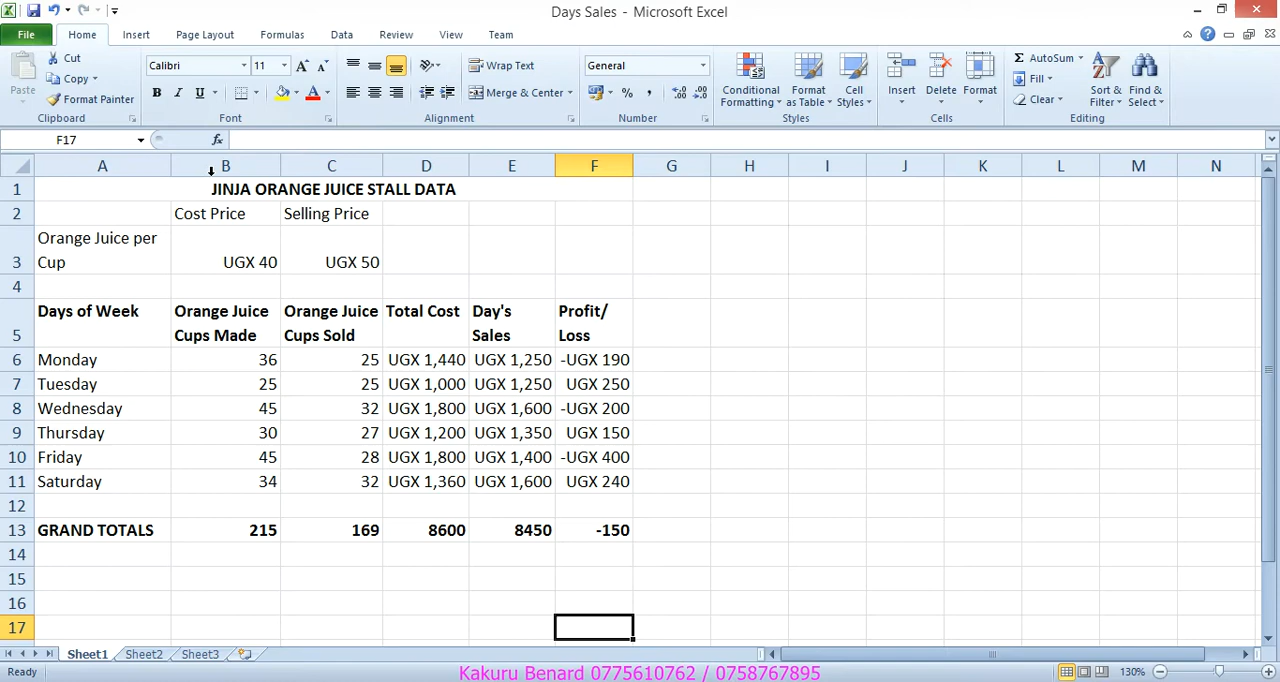 Days Sales - Microsoft Excel
File Home Insert Page Layout Formulas Data Review View Team
Paste
Cut
Copy
Format Painter
Clipboard
Calibri 11
B I U
Font
Wrap Text
Merge & Center
Alignment
General
Number
Conditional Formatting
Format as Table
Cell Styles
Styles
Insert Delete Format
Cells
AutoSum
Fill
Clear
Sort & Filter
Find & Select
Editing
F17 fx
A B C D E F G H I J K L M N
1 JINJA ORANGE JUICE STALL DATA
2 Cost Price Selling Price
3 Orange Juice per Cup UGX 40 UGX 50
4
5 Days of Week Orange Juice Cups Made Orange Juice Cups Sold Total Cost Day's Sales Profit/ Loss
6 Monday 36 25 UGX 1,440 UGX 1,250 -UGX 190
7 Tuesday 25 25 UGX 1,000 UGX 1,250 UGX 250
8 Wednesday 45 32 UGX 1,800 UGX 1,600 -UGX 200
9 Thursday 30 27 UGX 1,200 UGX 1,350 UGX 150
10 Friday 45 28 UGX 1,800 UGX 1,400 -UGX 400
11 Saturday 34 32 UGX 1,360 UGX 1,600 UGX 240
12
13 GRAND TOTALS 215 169 8600 8450 -150
14
15
16
17
Sheet1 Sheet2 Sheet3
Ready 130%
Kakuru Benard 0775610762 / 0758767895